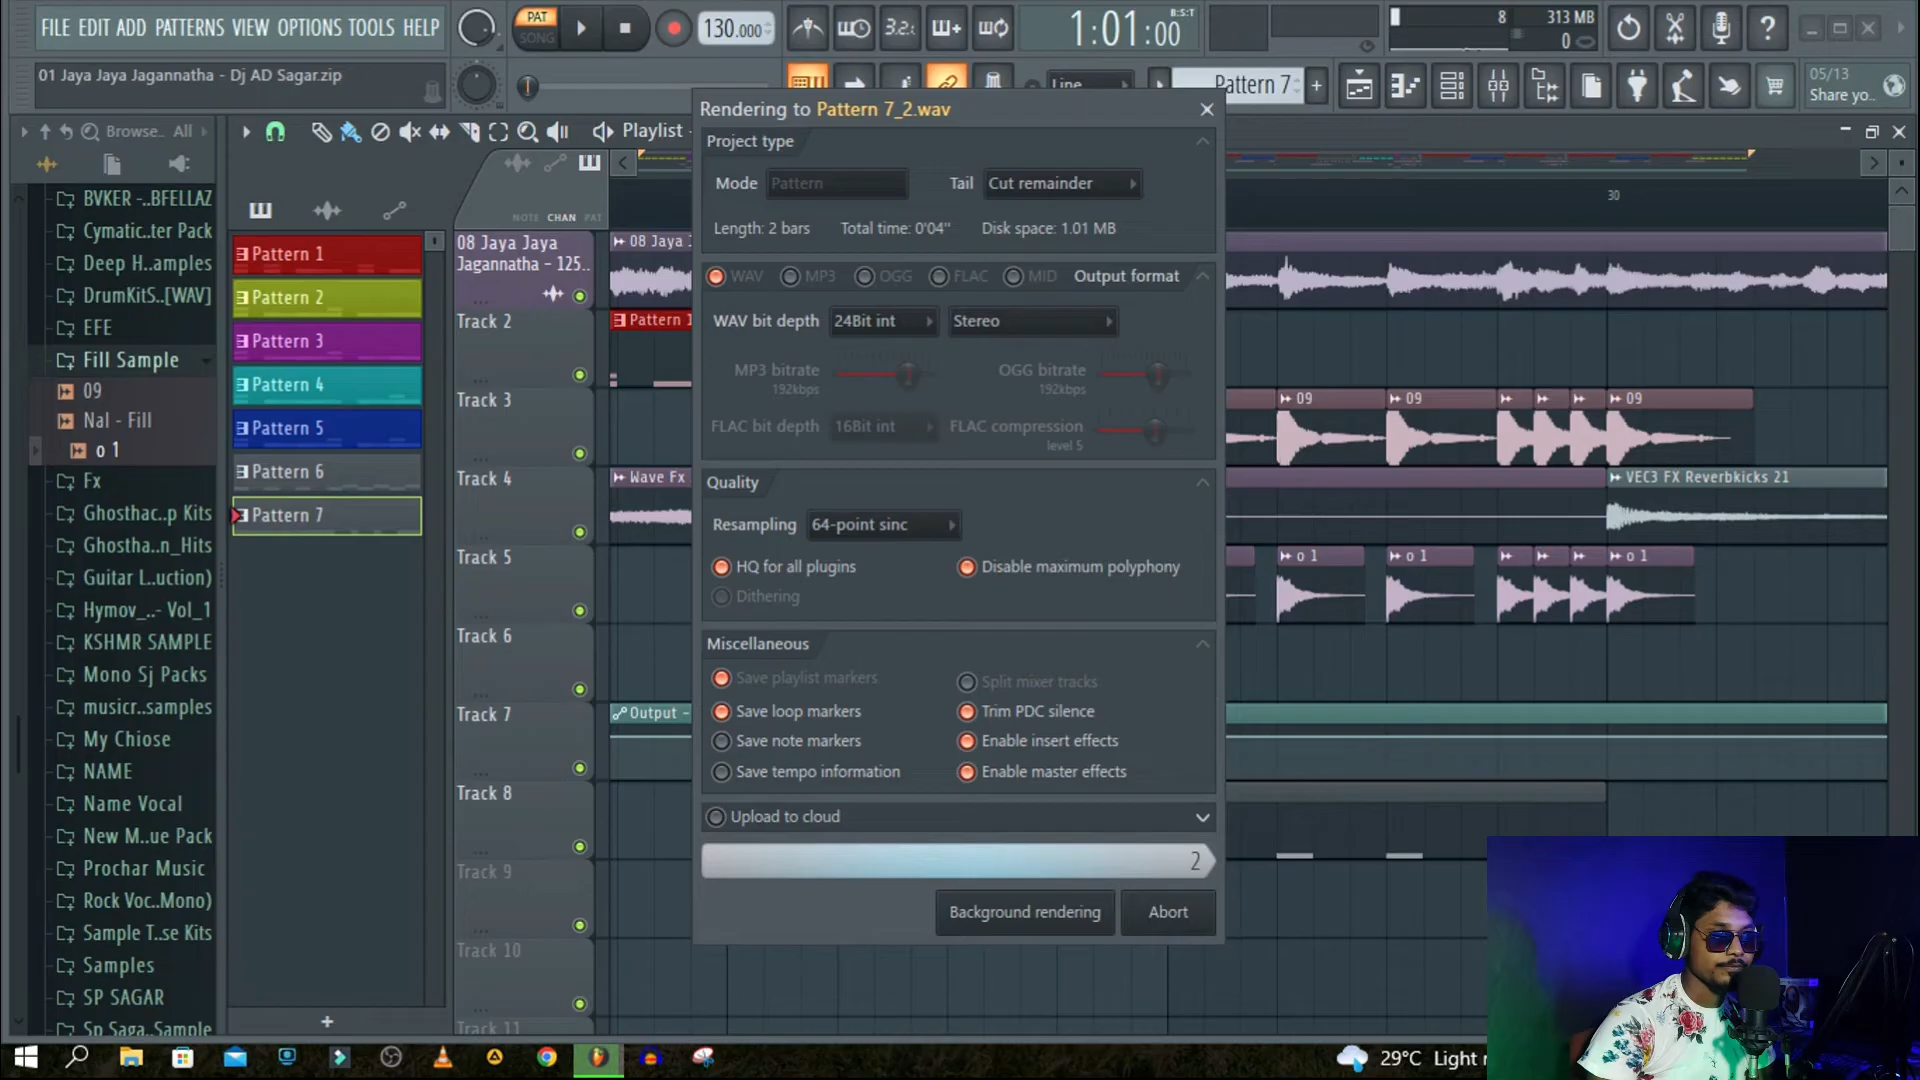 FILE EDIT ADD PATTERNS VIEW OPTIONS TOOLS HELP
PAT
SONG
130.000
3.2.
1:01:00
B:S:T
8
313 MB
0
01 Jaya Jaya Jagannatha - Dj AD Sagar.zip
Line
Pattern 7
05/13
Share yo..
Browse.. All
Playlist -
NOTE CHAN PAT
30
BVKER -..BFELLAZ
Cymatic..ter Pack
Deep H..amples
DrumKitS..[WAV]
EFE
Fill Sample
09
Nal - Fill
o 1
Fx
Ghosthac..p Kits
Ghostha..n_Hits
Guitar L..uction)
Hymov_..- Vol_1
KSHMR SAMPLE
Mono Sj Packs
musicr..samples
My Chiose
NAME
Name Vocal
New M..ue Pack
Prochar Music
Rock Voc..Mono)
Sample T..se Kits
Samples
SP SAGAR
Sp Saga..Sample
Pattern 1
Pattern 2
Pattern 3
Pattern 4
Pattern 5
Pattern 6
Pattern 7
+
08 Jaya Jaya
Jagannatha - 125..
Track 2
Track 3
Track 4
Track 5
Track 6
Track 7
Track 8
Track 9
Track 10
Track 11
08 Jaya
Pattern 1
Wave Fx
Output -
09
09
09
VEC3 FX Reverbkicks 21
o 1
o 1
o 1
Rendering to Pattern 7_2.wav
Project type
Mode Pattern Tail Cut remainder
Length: 2 bars Total time: 0'04" Disk space: 1.01 MB
WAV MP3 OGG FLAC MID Output format
WAV bit depth 24Bit int Stereo
MP3 bitrate OGG bitrate
192kbps 192kbps
FLAC bit depth 16Bit int FLAC compression
level 5
Quality
Resampling 64-point sinc
HQ for all plugins Disable maximum polyphony
Dithering
Miscellaneous
Save playlist markers Split mixer tracks
Save loop markers Trim PDC silence
Save note markers Enable insert effects
Save tempo information Enable master effects
Upload to cloud
2
Background rendering Abort
29°C Light